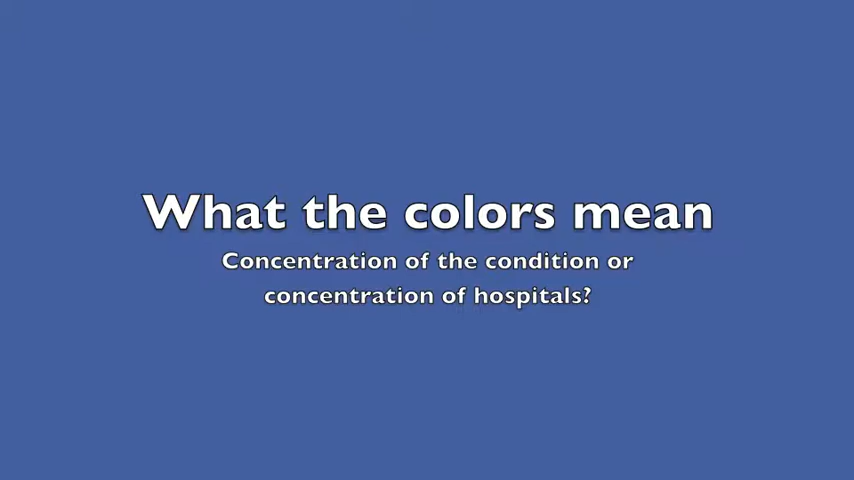 What the colors mean
Concentration of the condition or
concentration of hospitals?